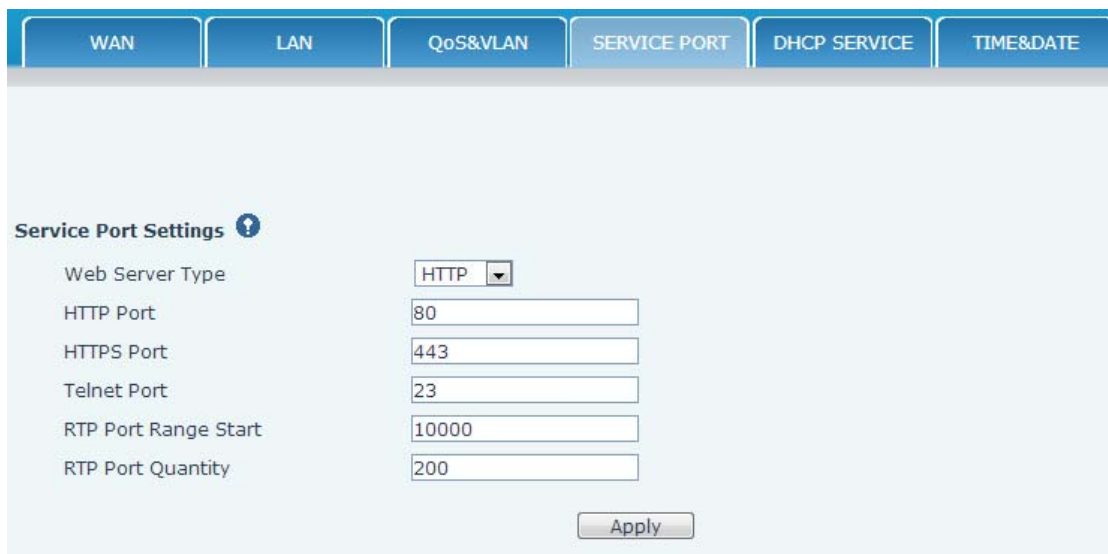 WAN LAN QoS&VLAN SERVICE PORT DHCP SERVICE TIME&DATE
Service Port Settings ?
Web Server Type HTTP
HTTP Port 80
HTTPS Port 443
Telnet Port 23
RTP Port Range Start 10000
RTP Port Quantity 200
Apply